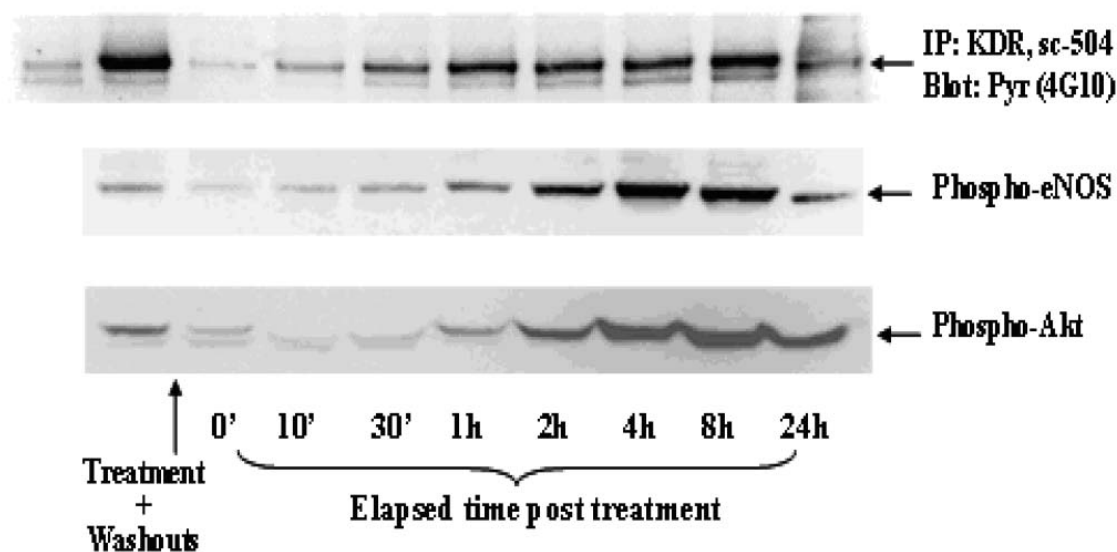 IP: KDR, sc-504
Blot: Pyr (4G10)
Phospho-eNOS
Phospho-Akt
0’ 10’ 30’ 1h 2h 4h 8h 24h
Treatment
+
Washouts
Elapsed time post treatment